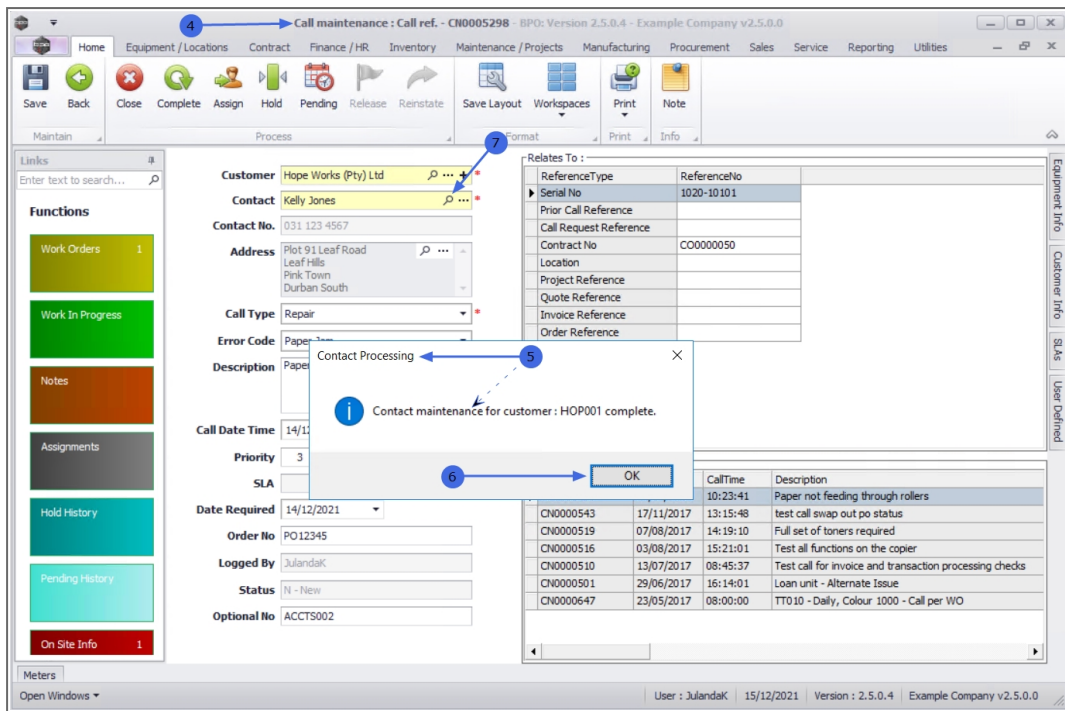 4
Call maintenance : Call ref. - CN0005298 - BPO: Version 2.5.0.4 - Example Company v2.5.0.0
Home Equipment / Locations Contract Finance / HR Inventory Maintenance / Projects Manufacturing Procurement Sales Service Reporting Utilities
Save Back Close Complete Assign Hold Pending Release Reinstate Save Layout Workspaces Print Note
Maintain Process Format Print Info
7
Links
Enter text to search...
Functions
Work Orders 1
Work In Progress
Notes
Assignments
Hold History
Pending History
On Site Info 1
Customer Hope Works (Pty) Ltd *
Contact Kelly Jones *
Contact No. 031 123 4567
Address Plot 91 Leaf Road
Leaf Hills
Pink Town
Durban South
Call Type Repair *
Error Code Paper Jam
Description Paper
Call Date Time 14/12
Priority 3
SLA
Date Required 14/12/2021
Order No PO12345
Logged By JulandaK
Status N - New
Optional No ACCTS002
Relates To :
ReferenceType ReferenceNo
Serial No 1020-10101
Prior Call Reference
Call Request Reference
Contract No CO0000050
Location
Project Reference
Quote Reference
Invoice Reference
Order Reference
Equipment Info
Customer Info
SLAs
User Defined
Contact Processing
5
Contact maintenance for customer : HOP001 complete.
6
OK
CallTime Description
10:23:41 Paper not feeding through rollers
CN0000543 17/11/2017 13:15:48 test call swap out po status
CN0000519 07/08/2017 14:19:10 Full set of toners required
CN0000516 03/08/2017 15:21:01 Test all functions on the copier
CN0000510 13/07/2017 08:45:37 Test call for invoice and transaction processing checks
CN0000501 29/06/2017 16:14:01 Loan unit - Alternate Issue
CN0000647 23/05/2017 08:00:00 TT010 - Daily, Colour 1000 - Call per WO
Meters
Open Windows User : JulandaK 15/12/2021 Version : 2.5.0.4 Example Company v2.5.0.0